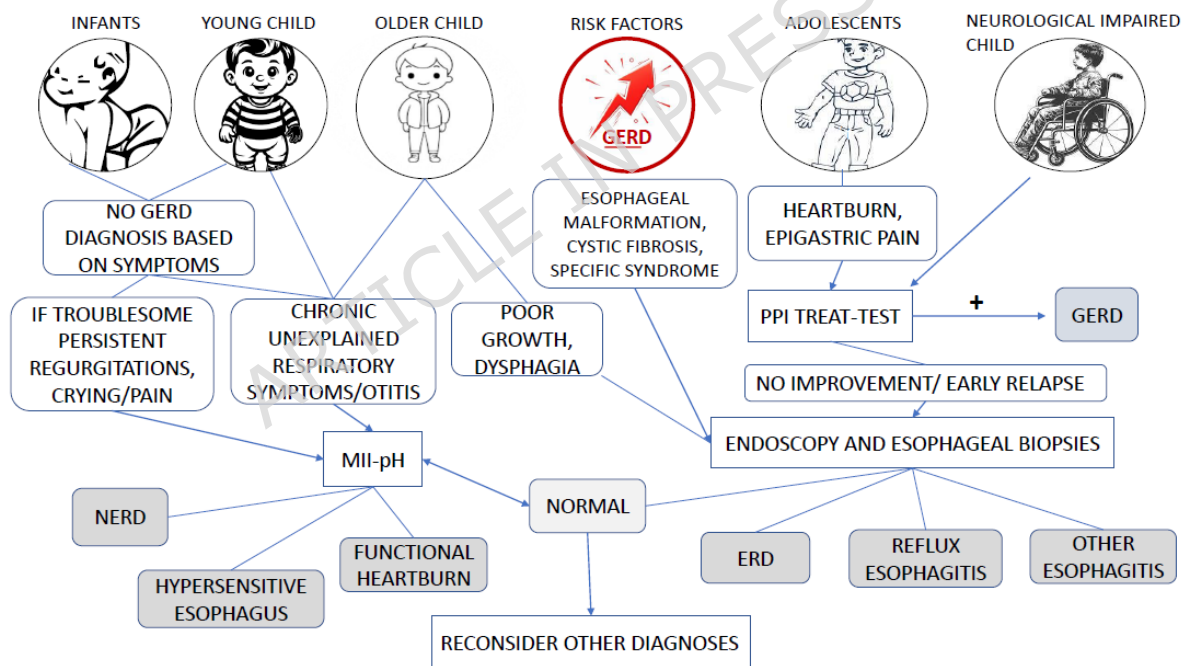 INFANTS
YOUNG CHILD
OLDER CHILD
RISK FACTORS
ADOLESCENTS
NEUROLOGICAL IMPAIRED
CHILD
GERD
ARTICLE IN PRESS
NO GERD
DIAGNOSIS BASED
ON SYMPTOMS
ESOPHAGEAL
MALFORMATION,
CYSTIC FIBROSIS,
SPECIFIC SYNDROME
HEARTBURN,
EPIGASTRIC PAIN
IF TROUBLESOME
PERSISTENT
REGURGITATIONS,
CRYING/PAIN
CHRONIC
UNEXPLAINED
RESPIRATORY
SYMPTOMS/OTITIS
POOR
GROWTH,
DYSPHAGIA
PPI TREAT-TEST
+
GERD
NO IMPROVEMENT/ EARLY RELAPSE
ENDOSCOPY AND ESOPHAGEAL BIOPSIES
MII-pH
NORMAL
NERD
HYPERSENSITIVE
ESOPHAGUS
FUNCTIONAL
HEARTBURN
ERD
REFLUX
ESOPHAGITIS
OTHER
ESOPHAGITIS
RECONSIDER OTHER DIAGNOSES